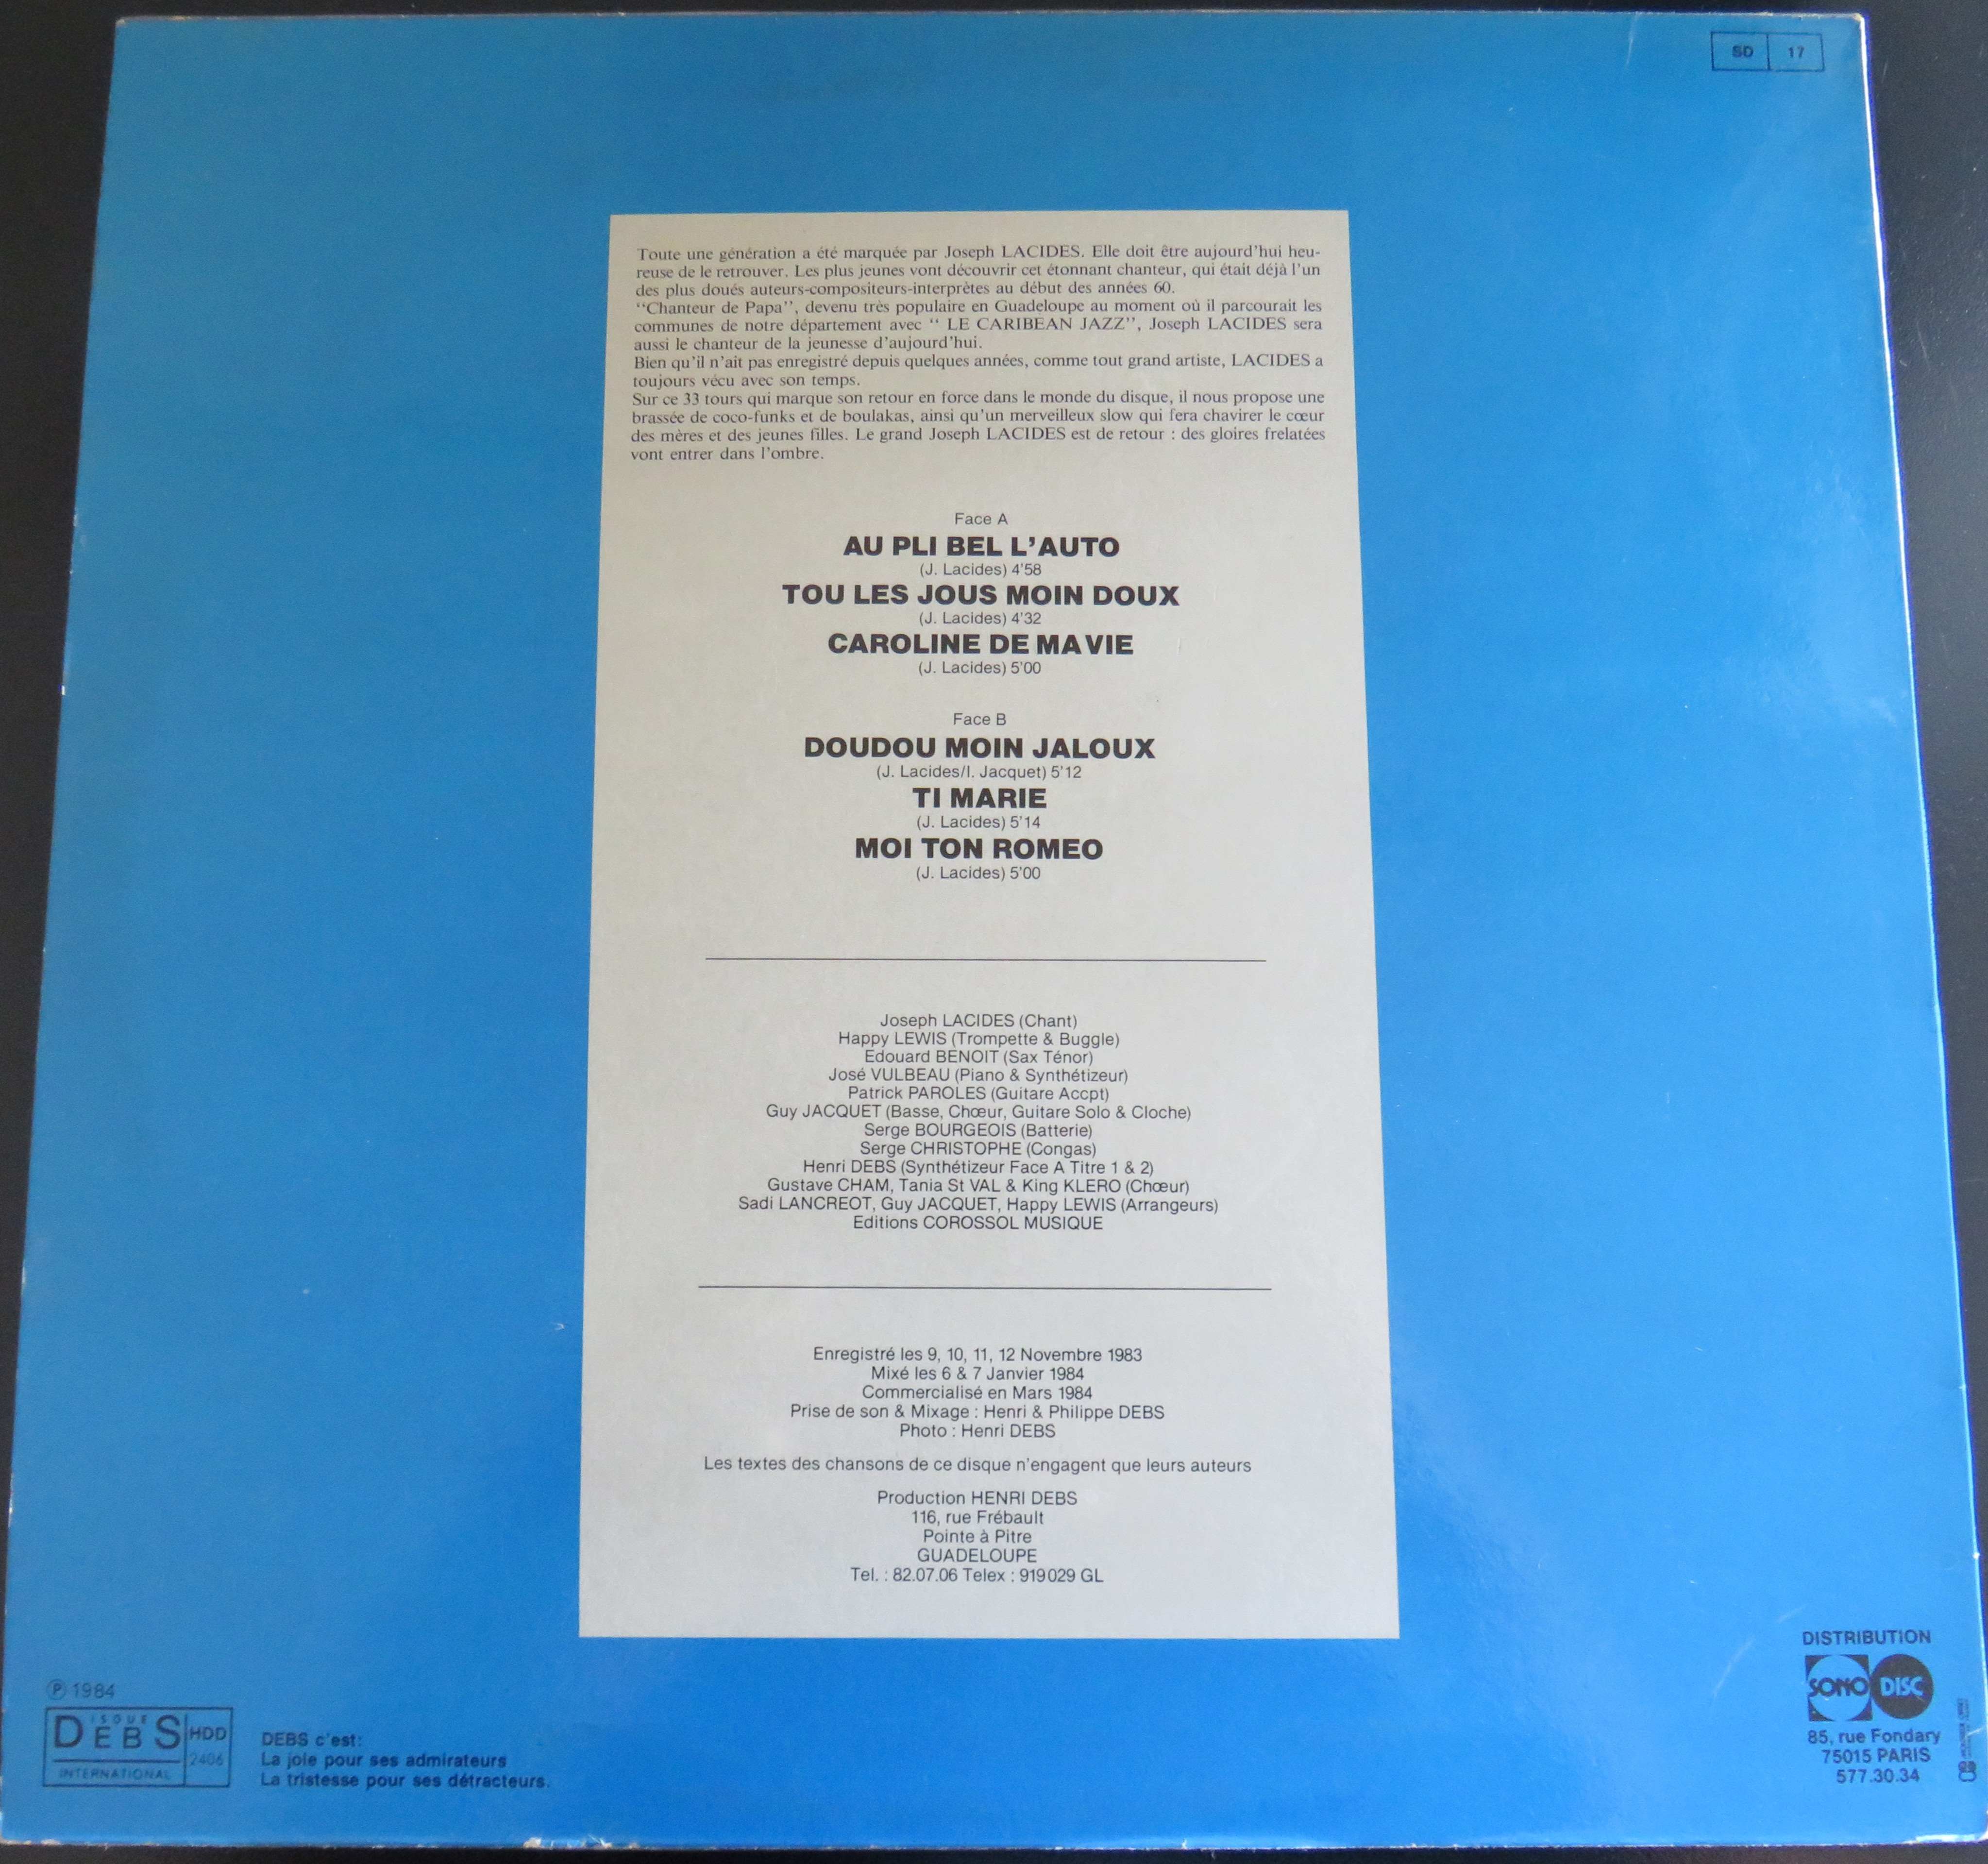 SD 17
Toute une génération a été marquée par Joseph LACIDES. Elle doit être aujourd'hui heu-
reuse de le retrouver. Les plus jeunes vont découvrir cet étonnant chanteur, qui était déjà l'un
des plus doués auteurs-compositeurs-interprètes au début des années 60.
"Chanteur de Papa", devenu très populaire en Guadeloupe au moment où il parcourait les
communes de notre département avec " LE CARIBEAN JAZZ", Joseph LACIDES sera
aussi le chanteur de la jeunesse d'aujourd'hui.
Bien qu'il n'ait pas enregistré depuis quelques années, comme tout grand artiste, LACIDES a
toujours vécu avec son temps.
Sur ce 33 tours qui marque son retour en force dans le monde du disque, il nous propose une
brassée de coco-funks et de boulakas, ainsi qu'un merveilleux slow qui fera chavirer le cœur
des mères et des jeunes filles. Le grand Joseph LACIDES est de retour : des gloires frelatées
vont entrer dans l'ombre.
Face A
AU PLI BEL L'AUTO
(J. Lacides) 4'58
TOU LES JOUS MOIN DOUX
(J. Lacides) 4'32
CAROLINE DE MA VIE
(J. Lacides) 5'00
Face B
DOUDOU MOIN JALOUX
(J. Lacides/I. Jacquet) 5'12
TI MARIE
(J. Lacides) 5'14
MOI TON ROMEO
(J. Lacides) 5'00
Joseph LACIDES (Chant)
Happy LEWIS (Trompette & Buggle)
Edouard BENOIT (Sax Ténor)
José VULBEAU (Piano & Synthétizeur)
Patrick PAROLES (Guitare Accpt)
Guy JACQUET (Basse, Chœur, Guitare Solo & Cloche)
Serge BOURGEOIS (Batterie)
Serge CHRISTOPHE (Congas)
Henri DEBS (Synthétizeur Face A Titre 1 & 2)
Gustave CHAM, Tania St VAL & King KLERO (Chœur)
Sadi LANCREOT, Guy JACQUET, Happy LEWIS (Arrangeurs)
Editions COROSSOL MUSIQUE
Enregistré les 9, 10, 11, 12 Novembre 1983
Mixé les 6 & 7 Janvier 1984
Commercialisé en Mars 1984
Prise de son & Mixage : Henri & Philippe DEBS
Photo : Henri DEBS
Les textes des chansons de ce disque n'engagent que leurs auteurs
Production HENRI DEBS
116, rue Frébault
Pointe à Pitre
GUADELOUPE
Tel. : 82.07.06 Telex : 919029 GL
Ⓟ 1984
DISQUE
DEBS HDD
2406
INTERNATIONAL
DEBS c'est:
La joie pour ses admirateurs
La tristesse pour ses détracteurs.
DISTRIBUTION
SONO DISC
85, rue Fondary
75015 PARIS
577.30.34